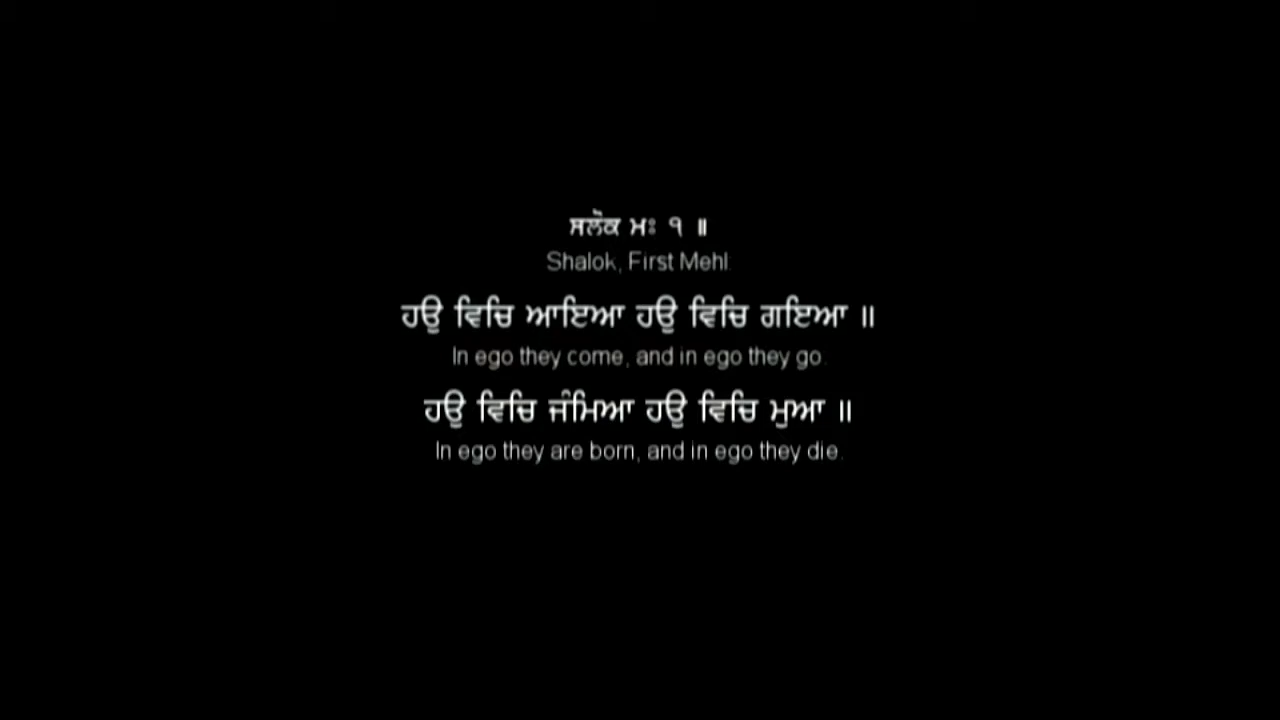 ਸਲੋਕ ਮਃ ੧ ॥
Shalok, First Mehl:
ਹਉ ਵਿਚਿ ਆਇਆ ਹਉ ਵਿਚਿ ਗਇਆ ॥
In ego they come, and in ego they go.
ਹਉ ਵਿਚਿ ਜੰਮਿਆ ਹਉ ਵਿਚਿ ਮੁਆ ॥
In ego they are born, and in ego they die.